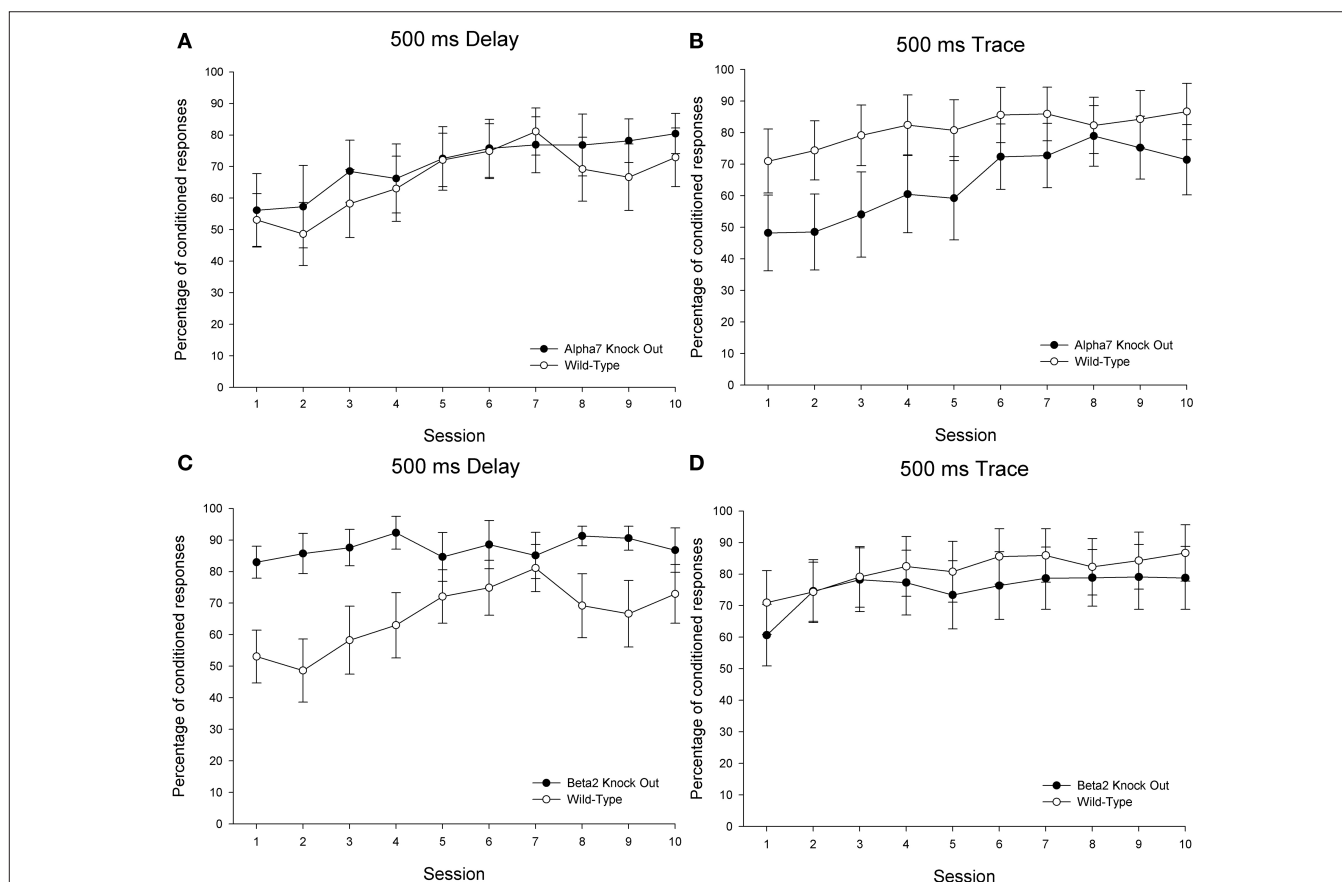 A
500 ms Delay
Percentage of conditioned responses
100
90
80
70
60
50
40
30
20
10
0
Alpha7 Knock Out
Wild-Type
1 2 3 4 5 6 7 8 9 10
Session
B
500 ms Trace
Percentage of conditioned responses
100
90
80
70
60
50
40
30
20
10
0
Alpha7 Knock Out
Wild-Type
1 2 3 4 5 6 7 8 9 10
Session
C
500 ms Delay
Percentage of conditioned responses
100
90
80
70
60
50
40
30
20
10
0
Beta2 Knock Out
Wild-Type
1 2 3 4 5 6 7 8 9 10
Session
D
500 ms Trace
Percentage of conditioned responses
100
90
80
70
60
50
40
30
20
10
0
Beta2 Knock Out
Wild-Type
1 2 3 4 5 6 7 8 9 10
Session